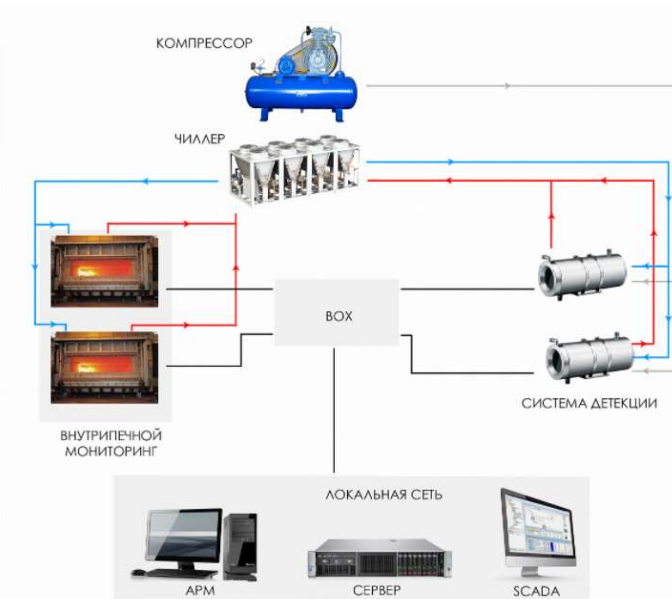 КОМПРЕССОР
ЧИЛЛЕР
BOX
СИСТЕМА ДЕТЕКЦИИ
ВНУТРИПЕЧНОЙ
МОНИТОРИНГ
ЛОКАЛЬНАЯ СЕТЬ
АРМ
СЕРВЕР
SCADA